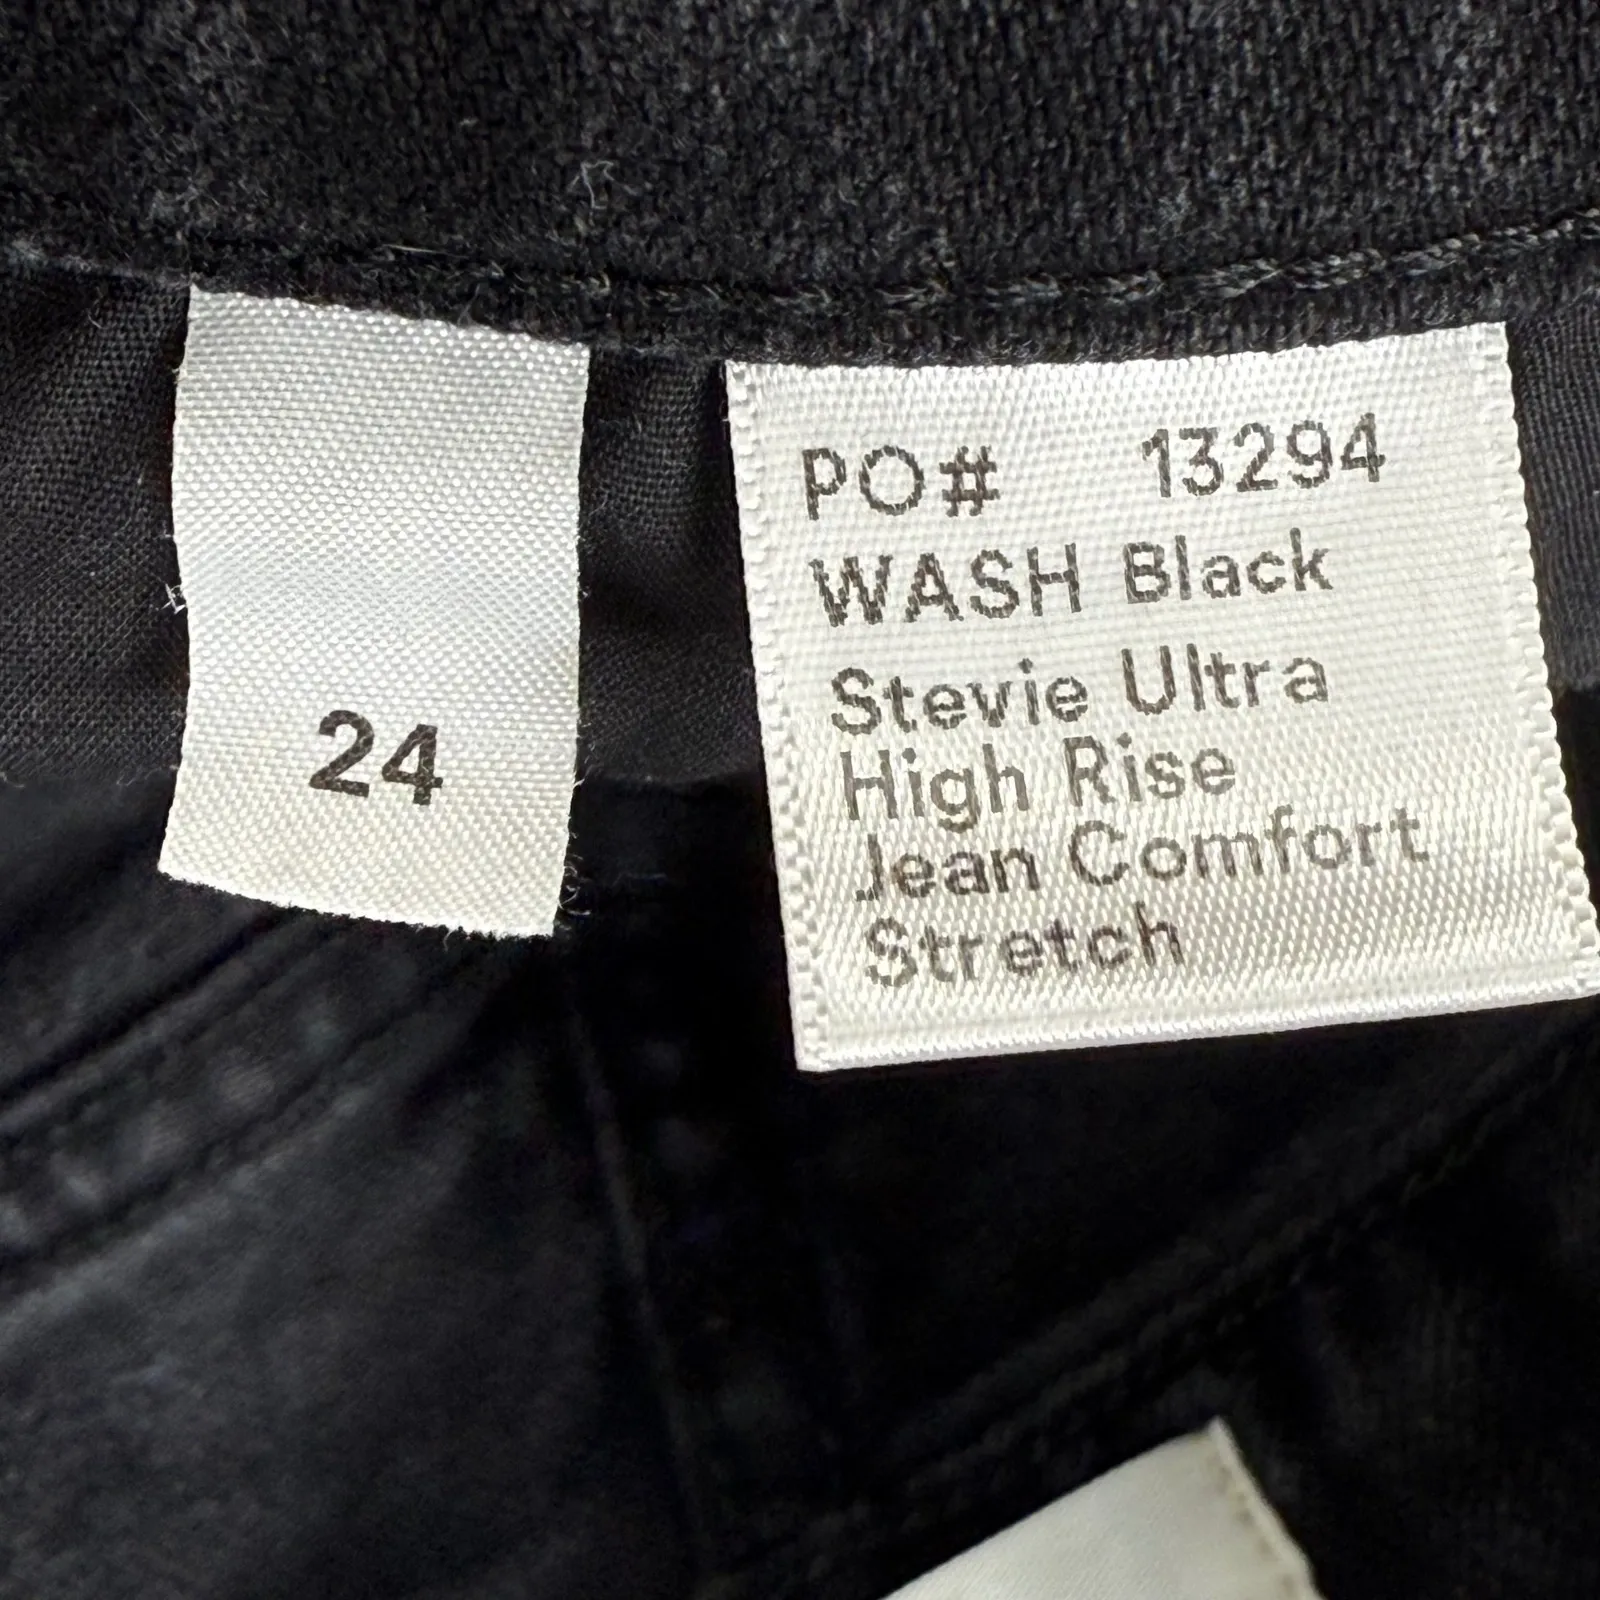 24
PO# 13294
WASH Black
Stevie Ultra
High Rise
Jean Comfort
Stretch